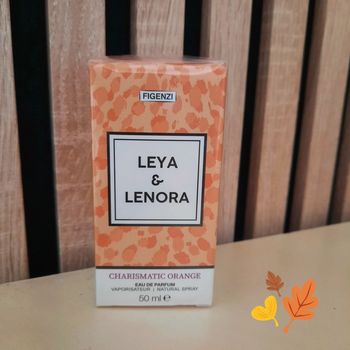 FIGENZI
LEYA
&
LENORA
CHARISMATIC ORANGE
EAU DE PARFUM
VAPORISATEUR | NATURAL SPRAY
50 ml ℮